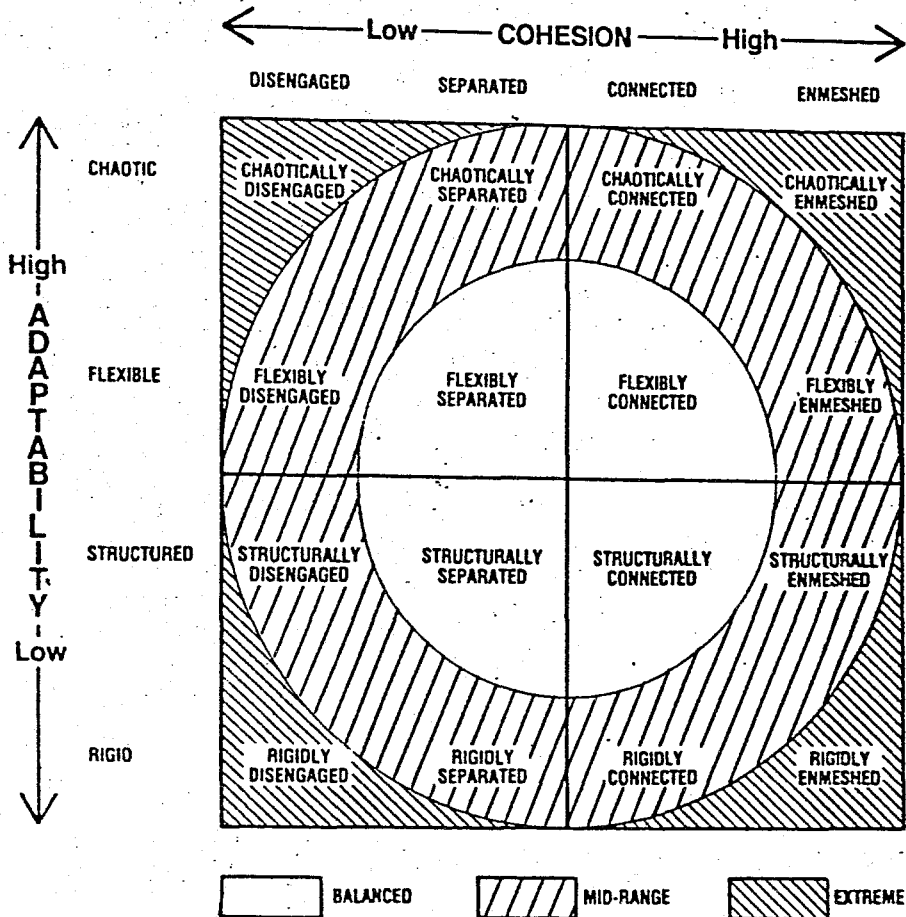 Low COHESION High
DISENGAGED SEPARATED CONNECTED ENMESHED
CHAOTIC
CHAOTICALLY
DISENGAGED
CHAOTICALLY
SEPARATED
CHAOTICALLY
CONNECTED
CHAOTICALLY
ENMESHED
High
ADAPTABILITY
Low
FLEXIBLE
FLEXIBLY
DISENGAGED
FLEXIBLY
SEPARATED
FLEXIBLY
CONNECTED
FLEXIBLY
ENMESHED
STRUCTURED
STRUCTURALLY
DISENGAGED
STRUCTURALLY
SEPARATED
STRUCTURALLY
CONNECTED
STRUCTURALLY
ENMESHED
RIGID
RIGIDLY
DISENGAGED
RIGIDLY
SEPARATED
RIGIDLY
CONNECTED
RIGIDLY
ENMESHED
BALANCED MID-RANGE EXTREME